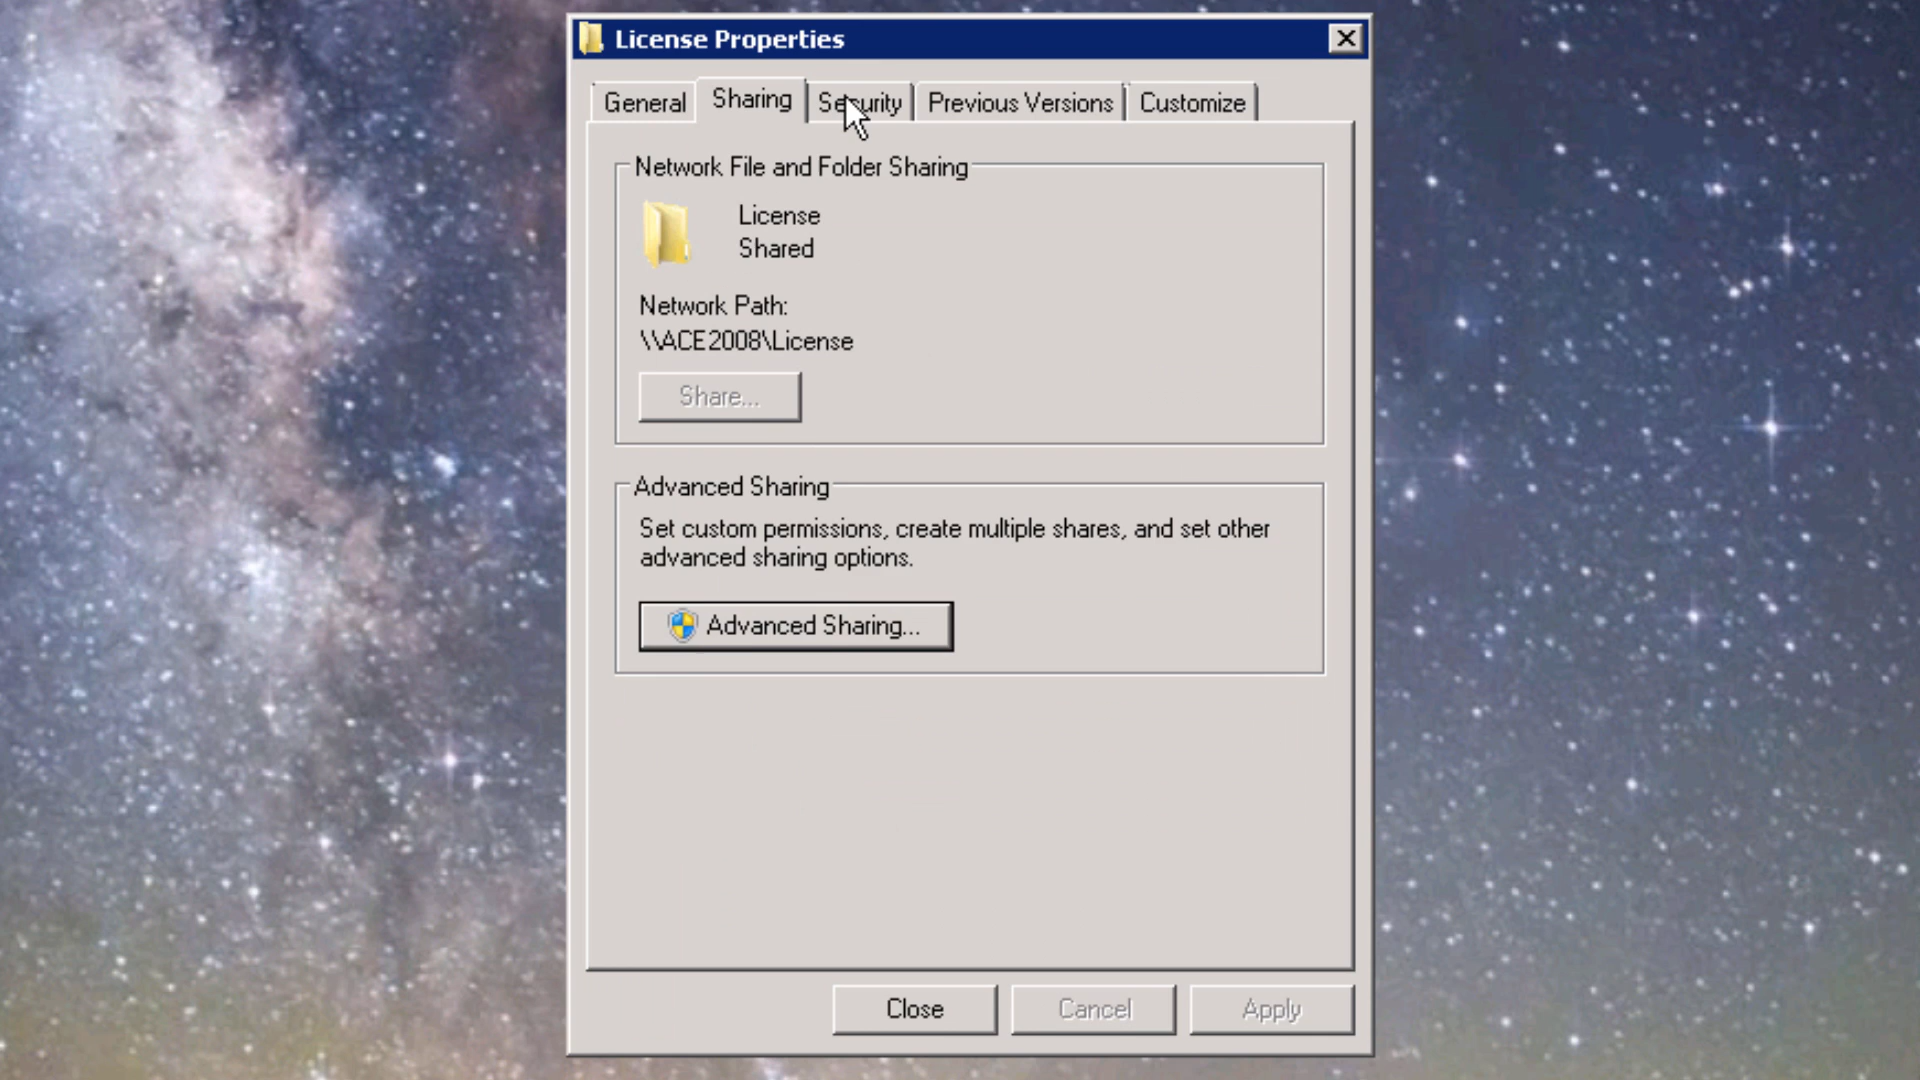 License Properties
General
Sharing
Security
Previous Versions
Customize
Network File and Folder Sharing
License
Shared
Network Path:
\\ACE2008\License
Share...
Advanced Sharing
Set custom permissions, create multiple shares, and set other
advanced sharing options.
Advanced Sharing...
Close
Cancel
Apply